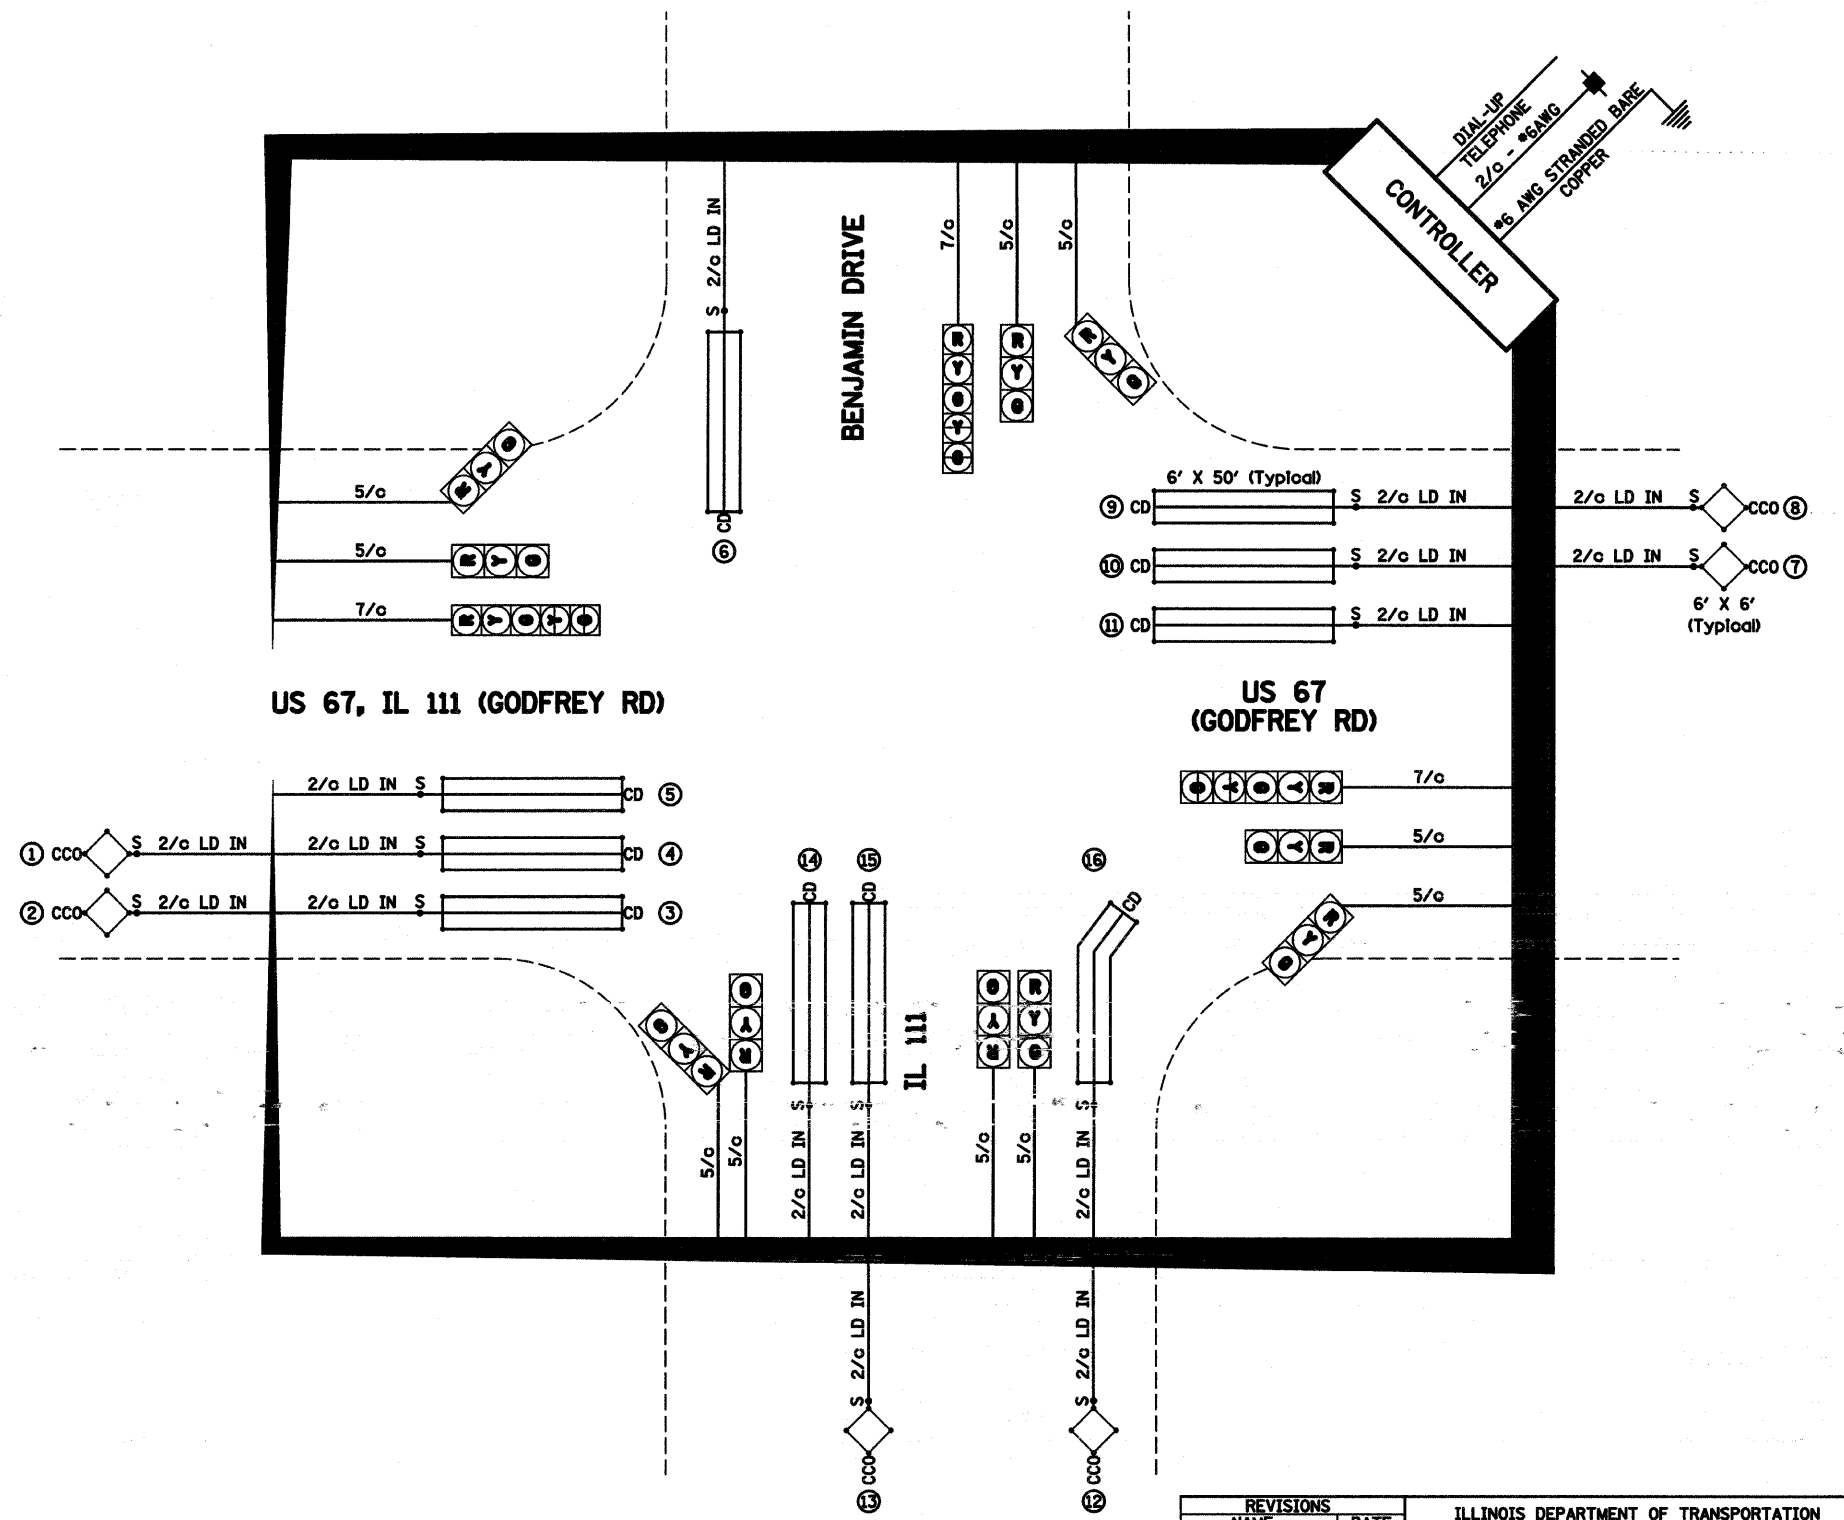 DIAL-UP
TELEPHONE
2/c - #6AWG
#6 AWG STRANDED BARE
COPPER
CONTROLLER
2/c LD IN
S
CD
6
BENJAMIN DRIVE
7/c
R Y G Y G
5/c
R Y G
5/c
R Y G
5/c
R Y G
5/c
R Y G
7/c
R Y G Y G
6' X 50' (Typical)
9 CD S 2/c LD IN 2/c LD IN S CCO 8
10 CD S 2/c LD IN 2/c LD IN S CCO 7
6' X 6'
(Typical)
11 CD S 2/c LD IN
US 67, IL 111 (GODFREY RD)
US 67
(GODFREY RD)
2/c LD IN S CD 5
1 CCO S 2/c LD IN 2/c LD IN S CD 4
2 CCO S 2/c LD IN 2/c LD IN S CD 3
G Y G Y R 7/c
G Y R 5/c
R Y G 5/c
14
CD
S
2/c LD IN
15
CD
S
2/c LD IN
16
CD
S
2/c LD IN
IL 111
G Y R
5/c
G Y R
5/c
G Y R
5/c
R Y G
5/c
2/c LD IN
S
CCO
13
2/c LD IN
S
CCO
12
REVISIONS
NAME DATE
ILLINOIS DEPARTMENT OF TRANSPORTATION